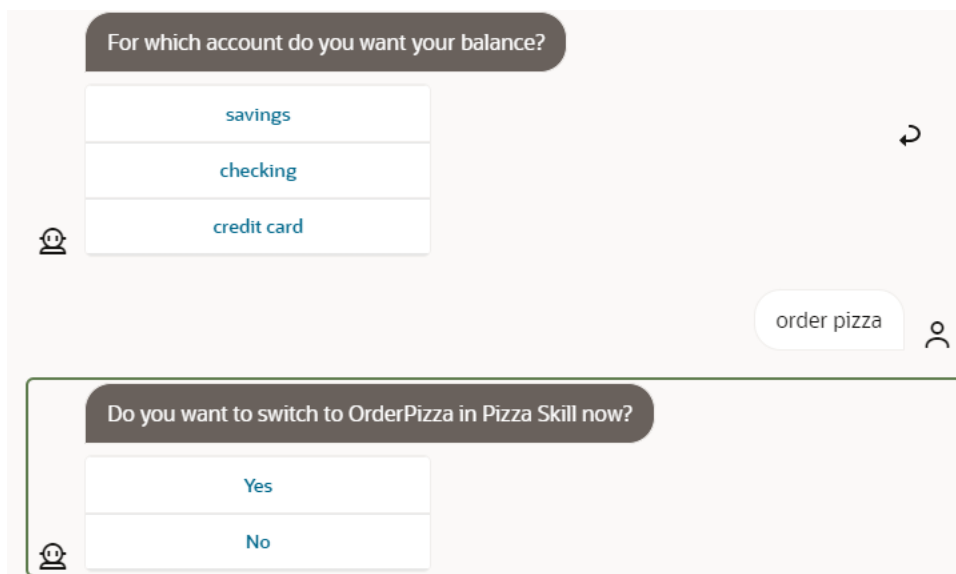 For which account do you want your balance?
savings
checking
credit card
order pizza
Do you want to switch to OrderPizza in Pizza Skill now?
Yes
No